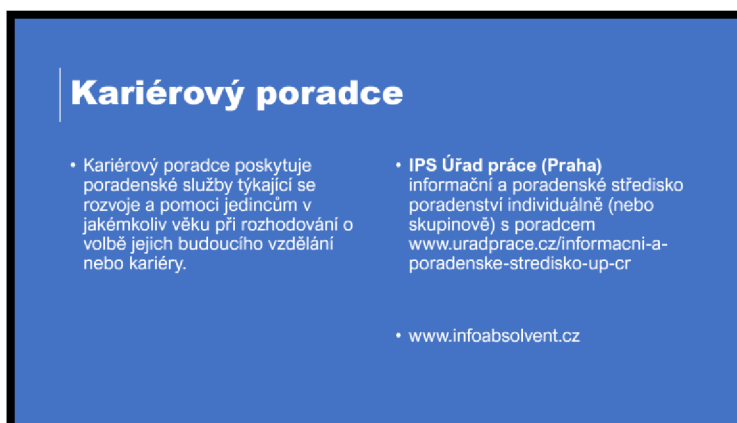 Kariérový poradce
• Kariérový poradce poskytuje
poradenské služby týkající se
rozvoje a pomoci jedincům v
jakémkoliv věku při rozhodování o
volbě jejich budoucího vzdělání
nebo kariéry.
• IPS Úřad práce (Praha)
informační a poradenské středisko
poradenství individuálně (nebo
skupinově) s poradcem
www.uradprace.cz/informacni-a-
poradenske-stredisko-up-cr
• www.infoabsolvent.cz